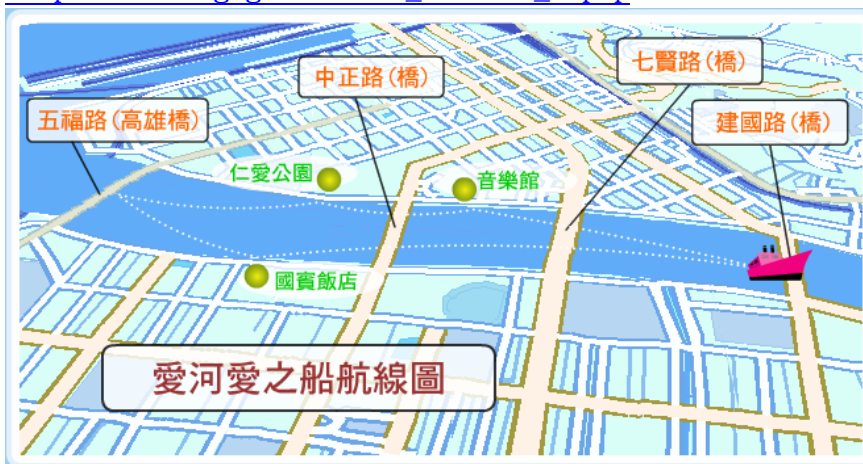 七賢路(橋)
中正路(橋)
五福路(高雄橋)
建國路(橋)
仁愛公園
音樂館
國賓飯店
愛河愛之船航線圖